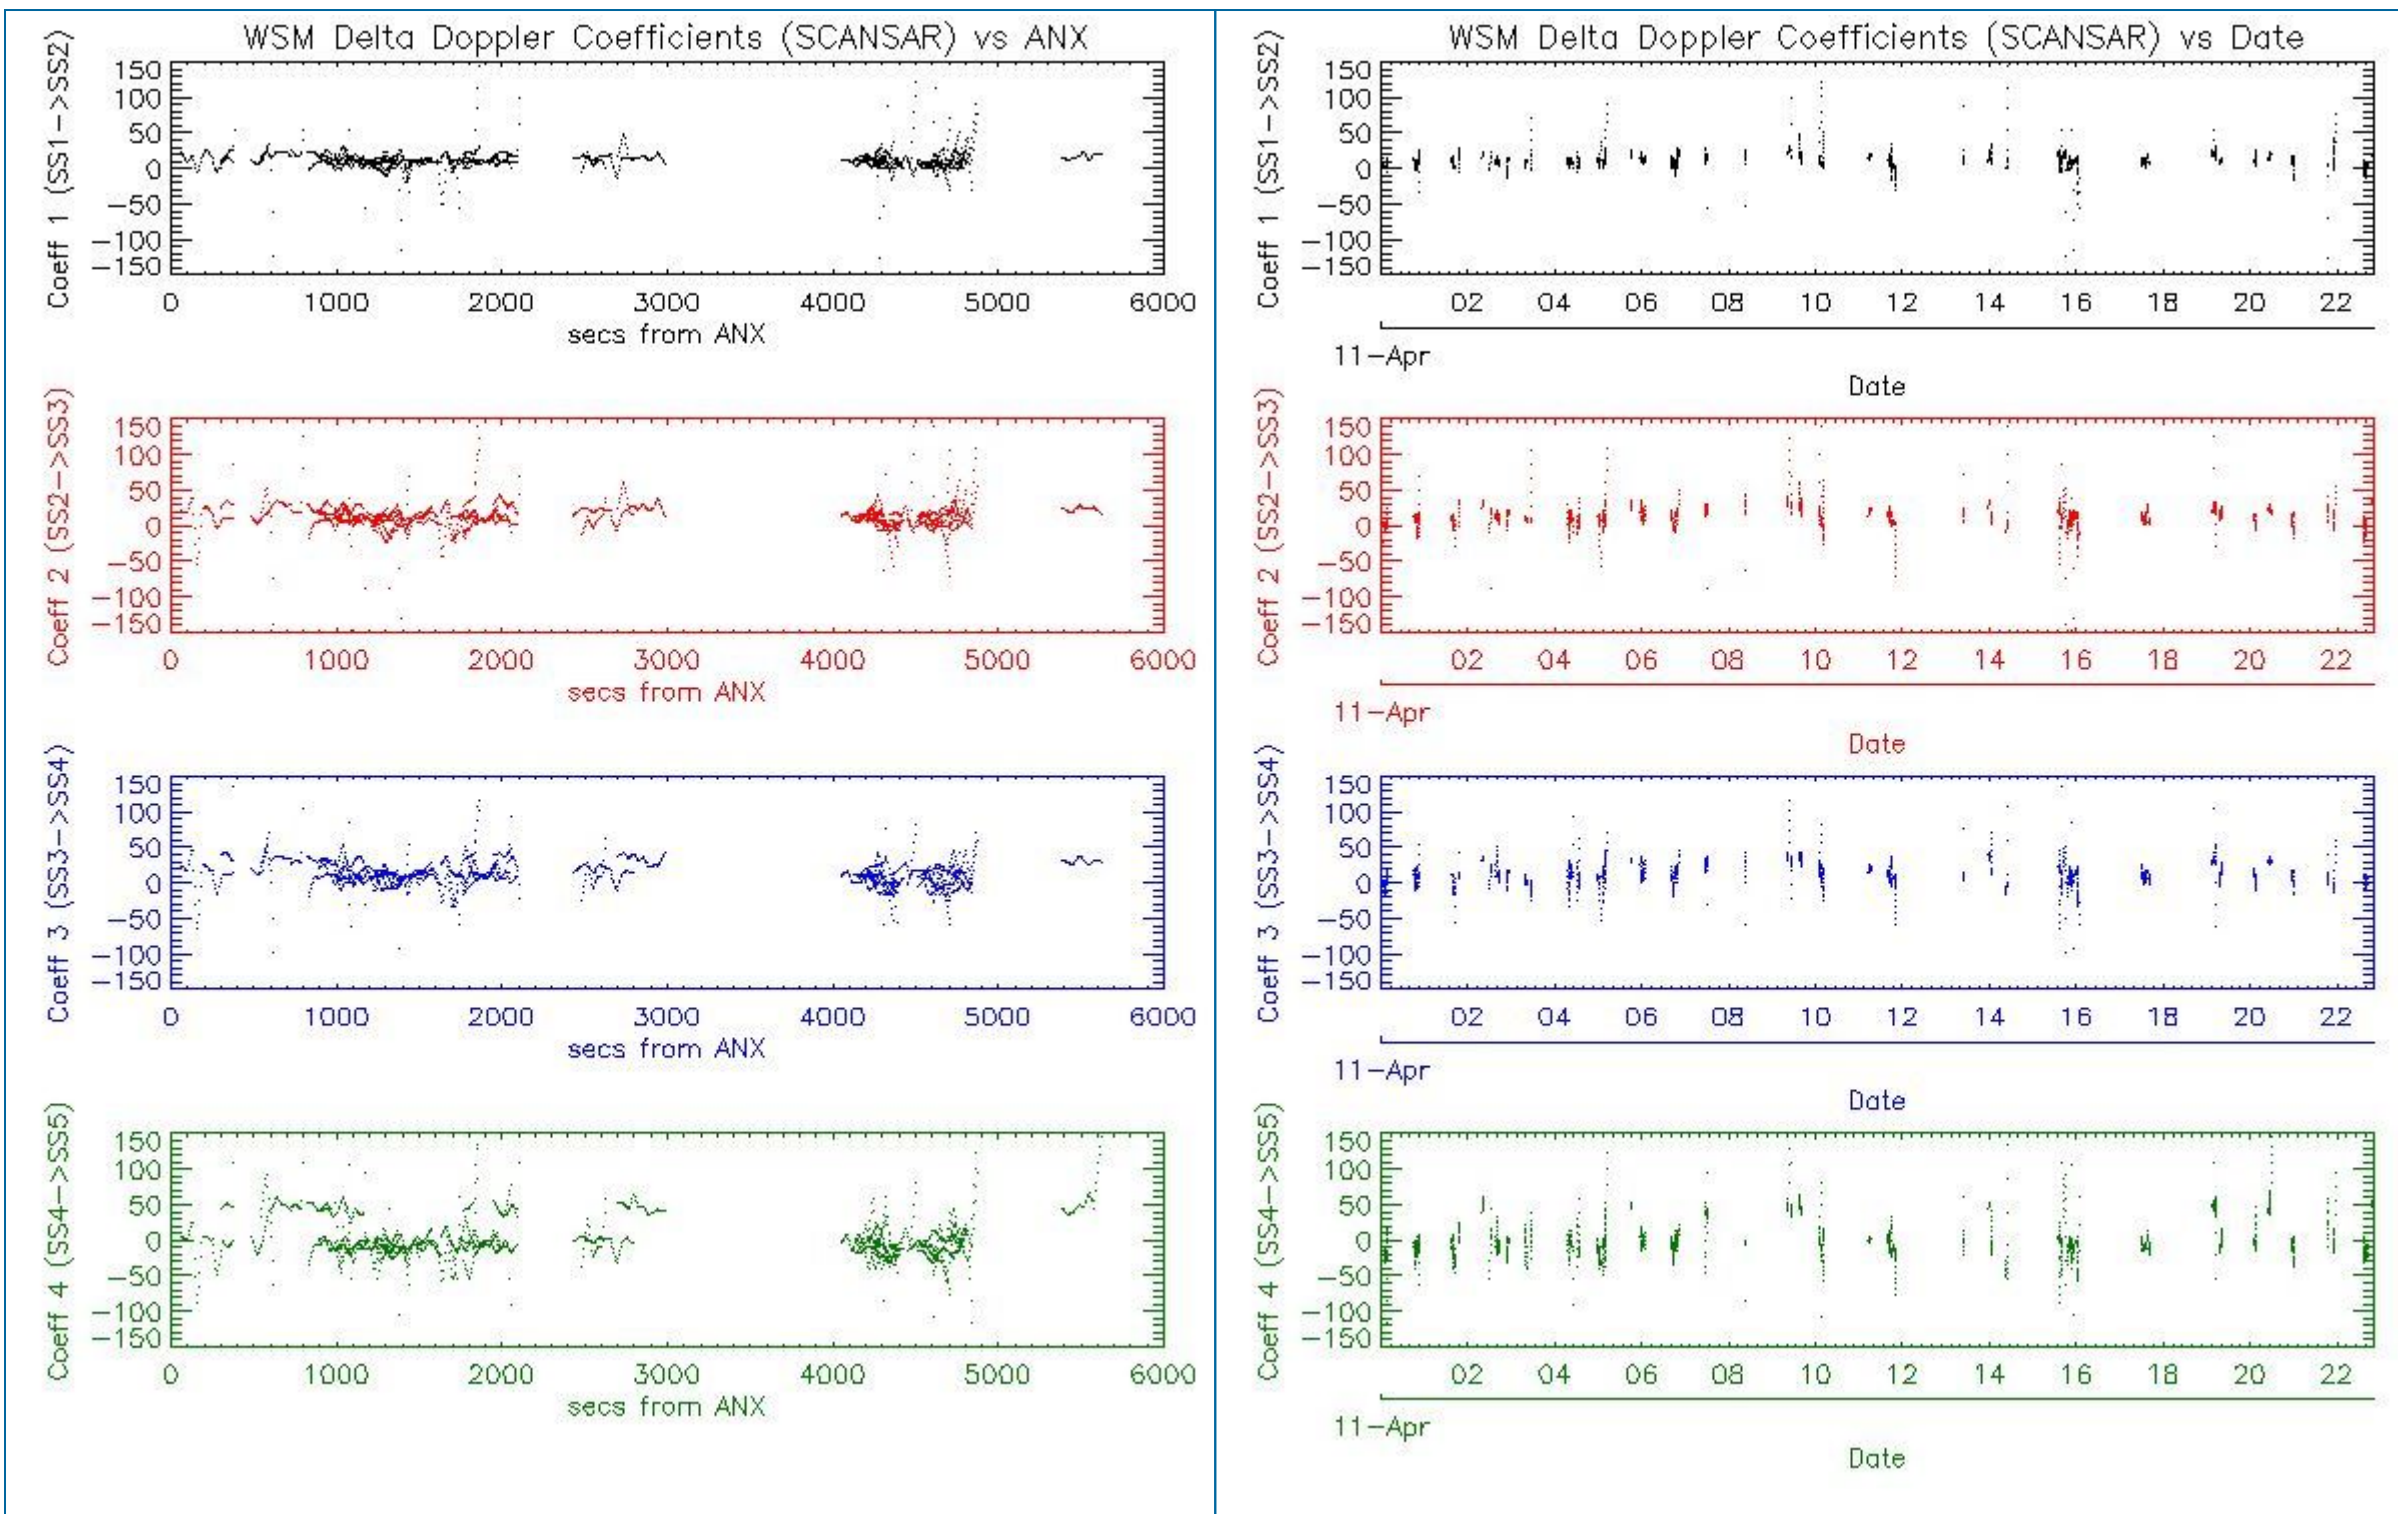 WSM Delta Doppler Coefficients (SCANSAR) vs ANX
Coeff 1 (SS1->SS2)
150
100
50
0
-50
-100
-150
0 1000 2000 3000 4000 5000 6000
secs from ANX
Coeff 2 (SS2->SS3)
150
100
50
0
-50
-100
-150
0 1000 2000 3000 4000 5000 6000
secs from ANX
Coeff 3 (SS3->SS4)
150
100
50
0
-50
-100
-150
0 1000 2000 3000 4000 5000 6000
secs from ANX
Coeff 4 (SS4->SS5)
150
100
50
0
-50
-100
-150
0 1000 2000 3000 4000 5000 6000
secs from ANX
WSM Delta Doppler Coefficients (SCANSAR) vs Date
Coeff 1 (SS1->SS2)
150
100
50
0
-50
-100
-150
02 04 06 08 10 12 14 16 18 20 22
11-Apr
Date
Coeff 2 (SS2->SS3)
150
100
50
0
-50
-100
-150
02 04 06 08 10 12 14 16 18 20 22
11-Apr
Date
Coeff 3 (SS3->SS4)
150
100
50
0
-50
-100
-150
02 04 06 08 10 12 14 16 18 20 22
11-Apr
Date
Coeff 4 (SS4->SS5)
150
100
50
0
-50
-100
-150
02 04 06 08 10 12 14 16 18 20 22
11-Apr
Date